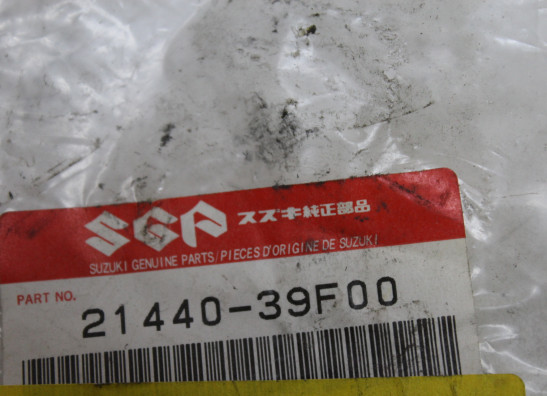 SGP スズキ純正部品
SUZUKI GENUINE PARTS/PIECES D'ORIGINE DE SUZUKI
PART NO. 21440-39F00